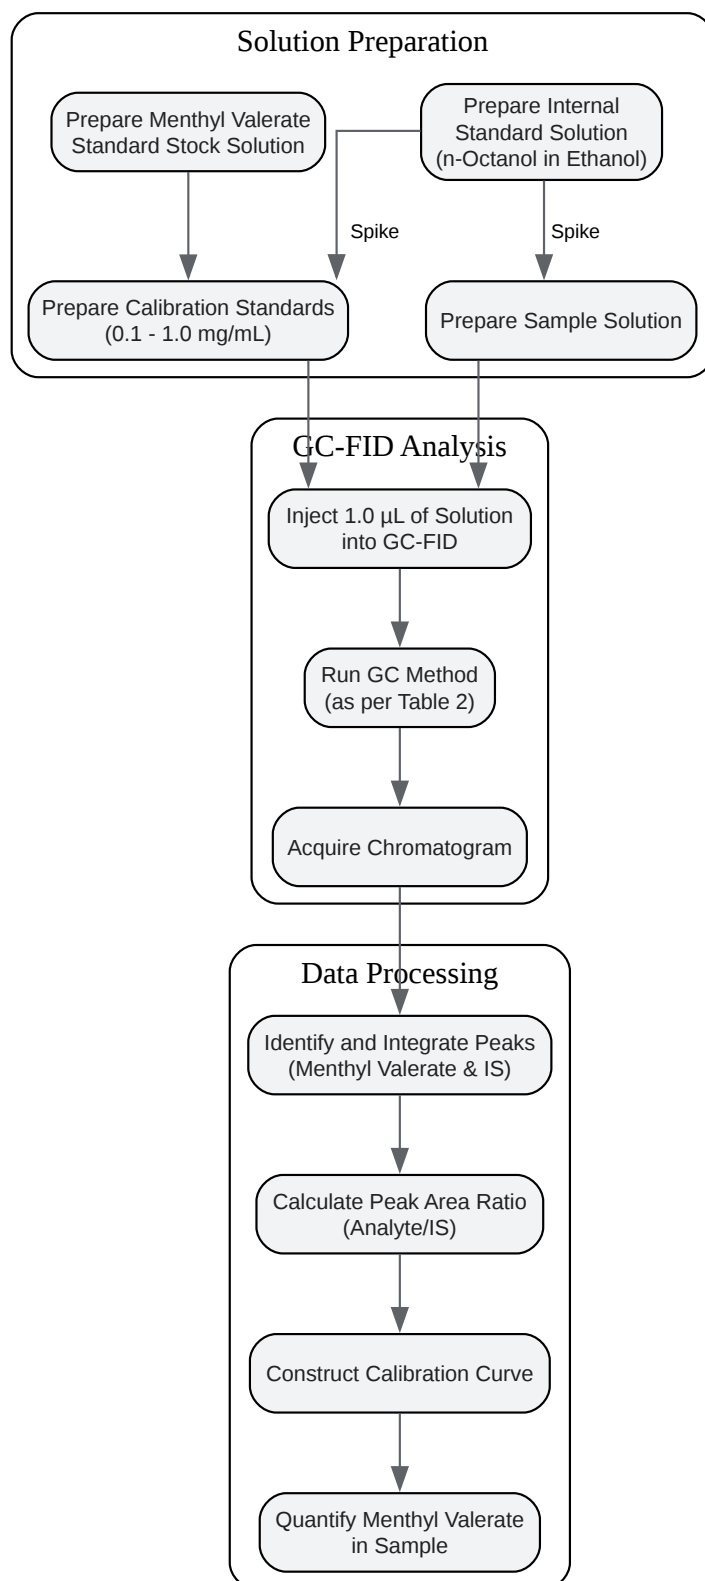 Solution Preparation
Prepare Menthyl Valerate
Standard Stock Solution
Prepare Internal
Standard Solution
(n-Octanol in Ethanol)
Spike
Spike
Prepare Calibration Standards
(0.1 - 1.0 mg/mL)
Prepare Sample Solution
GC-FID Analysis
Inject 1.0 µL of Solution
into GC-FID
Run GC Method
(as per Table 2)
Acquire Chromatogram
Data Processing
Identify and Integrate Peaks
(Menthyl Valerate & IS)
Calculate Peak Area Ratio
(Analyte/IS)
Construct Calibration Curve
Quantify Menthyl Valerate
in Sample